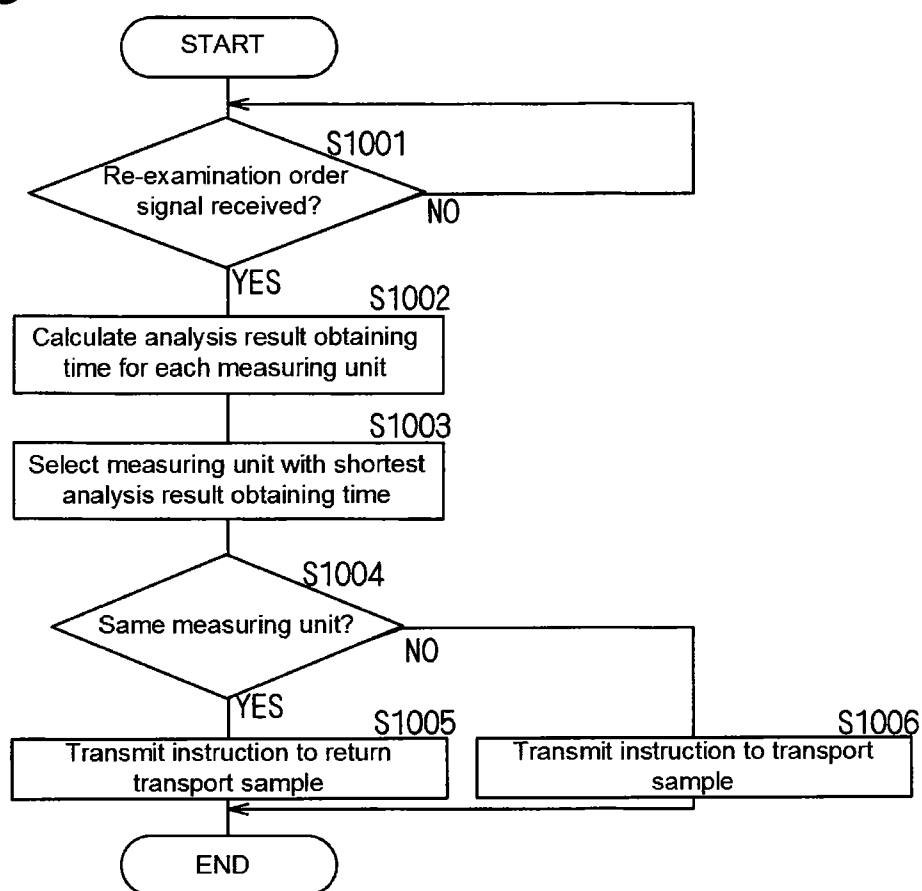 START
S1001
Re-examination order
signal received?
NO
YES
S1002
Calculate analysis result obtaining
time for each measuring unit
S1003
Select measuring unit with shortest
analysis result obtaining time
S1004
Same measuring unit?
NO
YES
S1005
Transmit instruction to return
transport sample
S1006
Transmit instruction to transport
sample
END